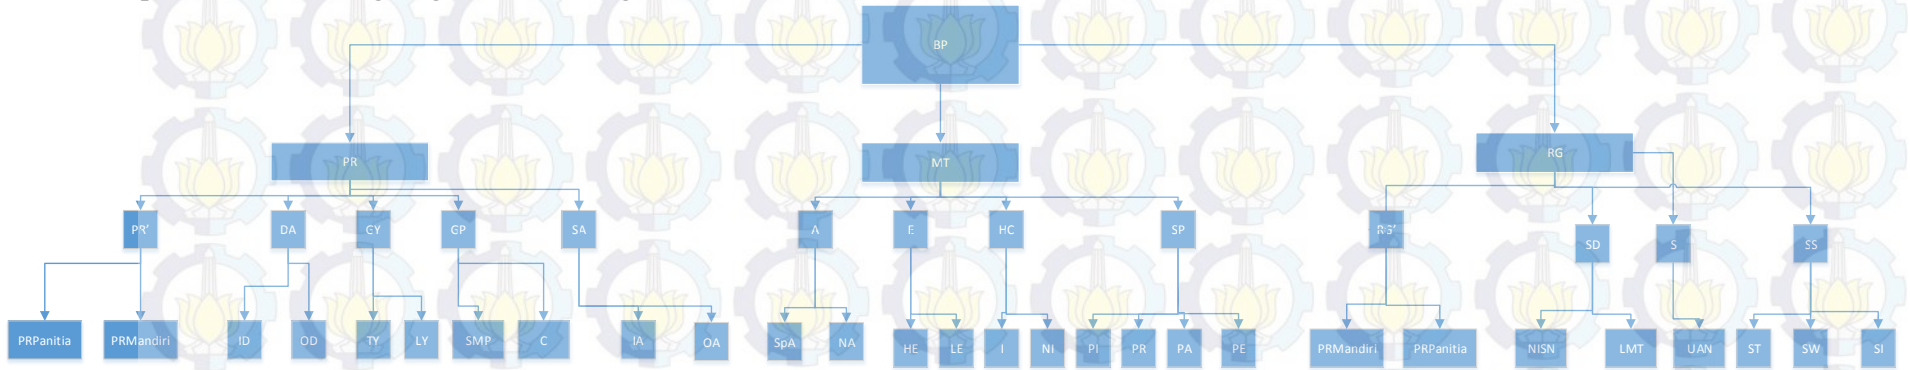 BP
PR
MT
RG
PR'
DA
GY
GP
SA
A
E
HC
SP
RG'
SD
S
SS
PRPanitia
PRMandiri
ID
OD
TY
LY
SMP
C
IA
OA
SpA
NA
HE
LE
I
NI
PI
PR
PA
PE
PRMandiri
PRPanitia
NISN
LMT
UAN
ST
SW
SI